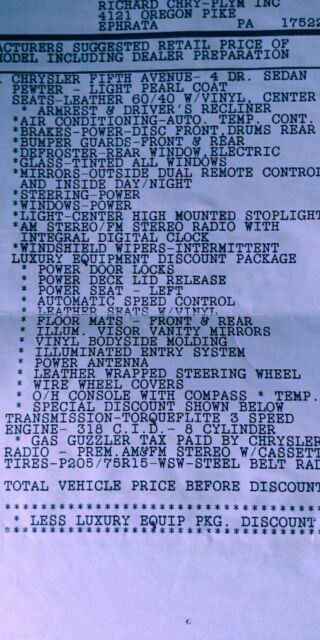 RICHARD CHRY-PLYM INC
4121 OREGON PIKE
EPHRATA PA 17522
ACTURERS SUGGESTED RETAIL PRICE OF
MODEL INCLUDING DEALER PREPARATION
CHRYSLER FIFTH AVENUE- 4 DR. SEDAN
PEWTER - LIGHT PEARL COAT
SEATS-LEATHER 60/40 W/VINYL, CENTER
* ARMREST & DRIVER'S RECLINER
*AIR CONDITIONING-AUTO. TEMP. CONT.
*BRAKES-POWER-DISC FRONT,DRUMS REAR
*BUMPER GUARDS-FRONT & REAR
*DEFROSTER-REAR WINDOW,ELECTRIC
*GLASS-TINTED ALL WINDOWS
*MIRRORS-OUTSIDE DUAL REMOTE CONTROL
AND INSIDE DAY/NIGHT
*STEERING-POWER
*WINDOWS-POWER
*LIGHT-CENTER HIGH MOUNTED STOPLIGHT
*AM STEREO/FM STEREO RADIO WITH
INTEGRAL DIGITAL CLOCK
*WINDSHIELD WIPERS-INTERMITTENT
LUXURY EQUIPMENT DISCOUNT PACKAGE
* POWER DOOR LOCKS
* POWER DECK LID RELEASE
* POWER SEAT - LEFT
* AUTOMATIC SPEED CONTROL
* LEATHER SEATS W/VINYL
* FLOOR MATS - FRONT & REAR
* ILLUM. VISOR VANITY MIRRORS
* VINYL BODYSIDE MOLDING
* ILLUMINATED ENTRY SYSTEM
* POWER ANTENNA
* LEATHER WRAPPED STEERING WHEEL
* WIRE WHEEL COVERS
* O/H CONSOLE WITH COMPASS * TEMP.
* SPECIAL DISCOUNT SHOWN BELOW
TRANSMISSION-TORQUEFLITE 3 SPEED
ENGINE- 318 C.I.D.- 8 CYLINDER
* GAS GUZZLER TAX PAID BY CHRYSLER
RADIO - PREM.AM&FM STEREO W/CASSETT
TIRES-P205/75R15-WSW-STEEL BELT RAD
TOTAL VEHICLE PRICE BEFORE DISCOUNT
***********************************
* LESS LUXURY EQUIP PKG. DISCOUNT
***********************************